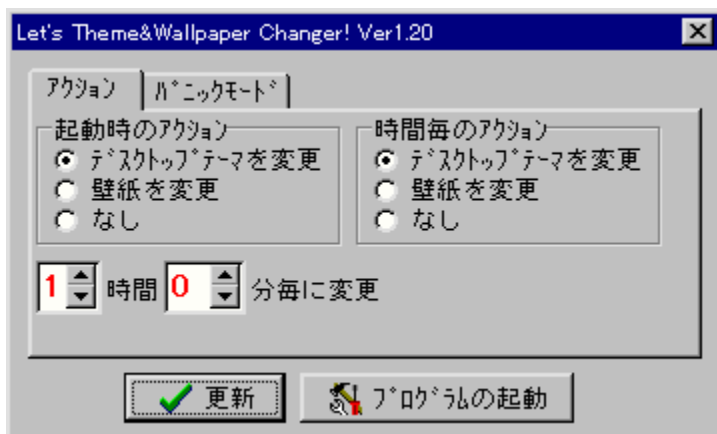 Let's Theme&Wallpaper Changer! Ver1.20
アクション ﾊﾟﾆｯｸﾓｰﾄﾞ
起動時のアクション
ﾃﾞｽｸﾄｯﾌﾟﾃｰﾏを変更
壁紙を変更
なし
時間毎のアクション
ﾃﾞｽｸﾄｯﾌﾟﾃｰﾏを変更
壁紙を変更
なし
1 時間 0 分毎に変更
更新 ﾌﾟﾛｸﾞﾗﾑの起動